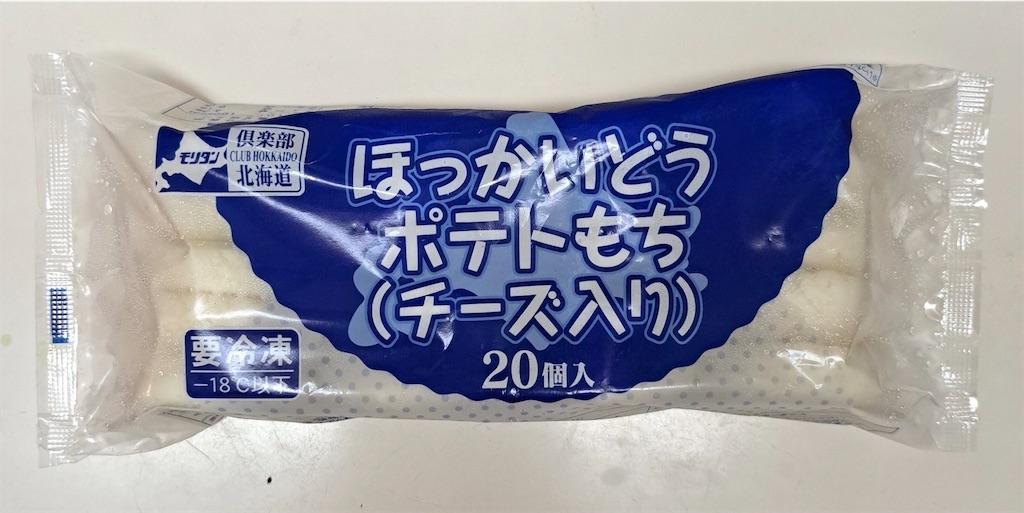 モリタン
倶楽部
CLUB HOKKAIDO
北海道
ほっかいどう
ポテトもち
(チーズ入り)
20個入
要冷凍
−18℃以下